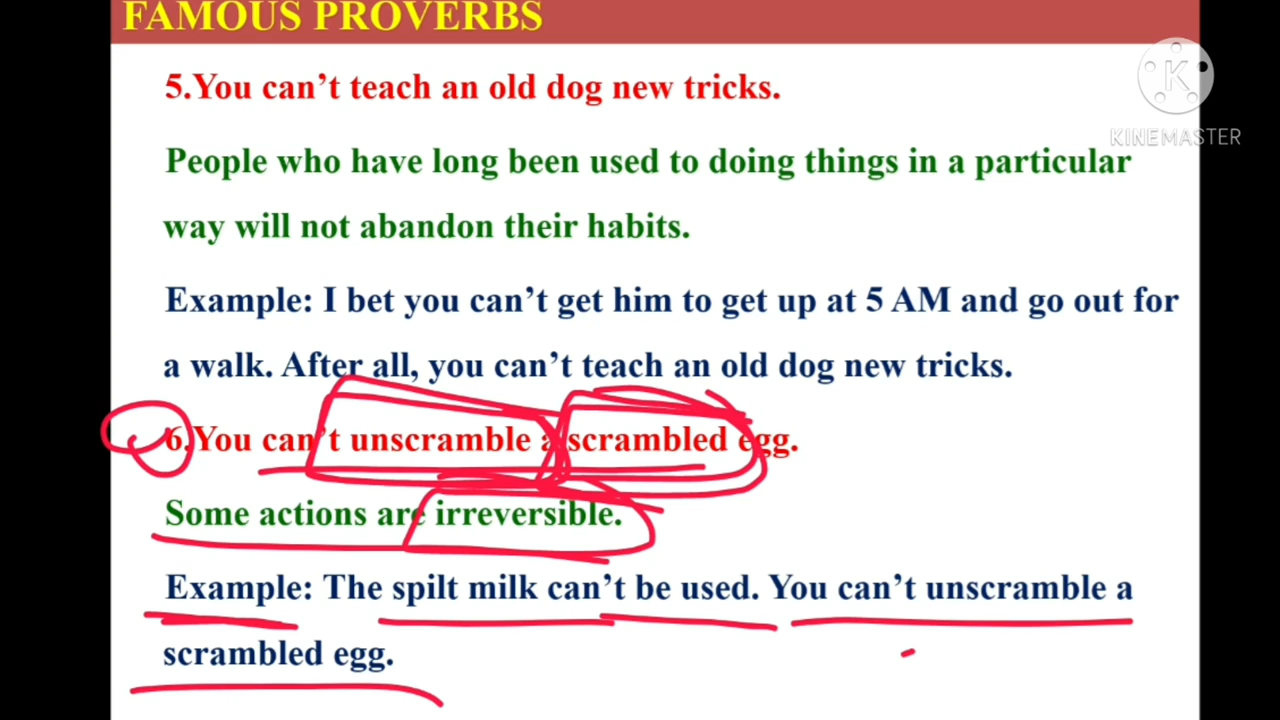 FAMOUS PROVERBS
5.You can’t teach an old dog new tricks.
KINEMASTER
People who have long been used to doing things in a particular
way will not abandon their habits.
Example: I bet you can’t get him to get up at 5 AM and go out for
a walk. After all, you can’t teach an old dog new tricks.
6.You can’t unscramble a scrambled egg.
Some actions are irreversible.
Example: The spilt milk can’t be used. You can’t unscramble a
scrambled egg.